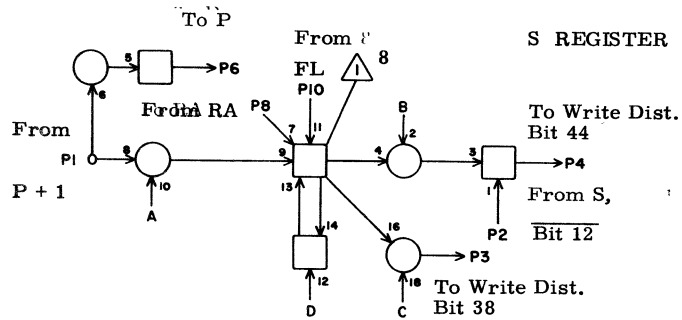 To P
From
8
S REGISTER
5
P6
FL
P10
6
RA
P8
B
To Write Dist.
Bit 44
From
7
11
2
P1
8
9
4
3
P4
10
13
1
From S,
P + 1
A
14
16
P2
Bit 12
P3
12
18
To Write Dist.
Bit 38
D
C
1